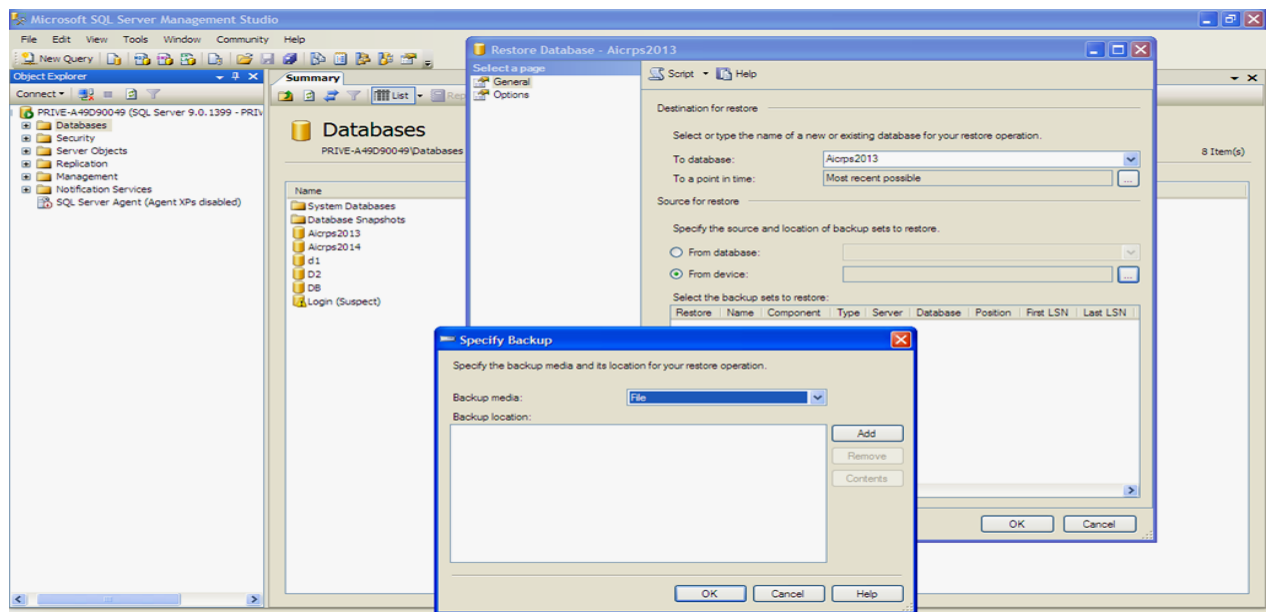 Microsoft SQL Server Management Studio
File Edit View Tools Window Community Help
New Query
Object Explorer
Connect
PRIVE-A49D90049 (SQL Server 9.0.1399 - PRIV
Databases
Security
Server Objects
Replication
Management
Notification Services
SQL Server Agent (Agent XPs disabled)
Summary
List Rep
Databases
PRIVE-A49D90049\Databases
8 Item(s)
Name
System Databases
Database Snapshots
Aicrps2013
Aicrps2014
d1
D2
DB
Login (Suspect)
Restore Database - Aicrps2013
Select a page
General
Options
Script Help
Destination for restore
Select or type the name of a new or existing database for your restore operation.
To database: Aicrps2013
To a point in time: Most recent possible ...
Source for restore
Specify the source and location of backup sets to restore.
From database:
From device: ...
Select the backup sets to restore:
Restore Name Component Type Server Database Position First LSN Last LSN
OK Cancel
Specify Backup
Specify the backup media and its location for your restore operation.
Backup media: File
Backup location:
Add
Remove
Contents
OK Cancel Help